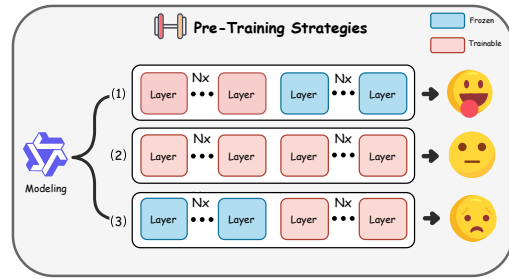 Pre-Training Strategies
Frozen
Trainable
(1) Layer Nx Layer Layer Nx Layer
(2) Layer Nx Layer Layer Nx Layer
(3) Layer Layer Layer Nx Layer
Modeling